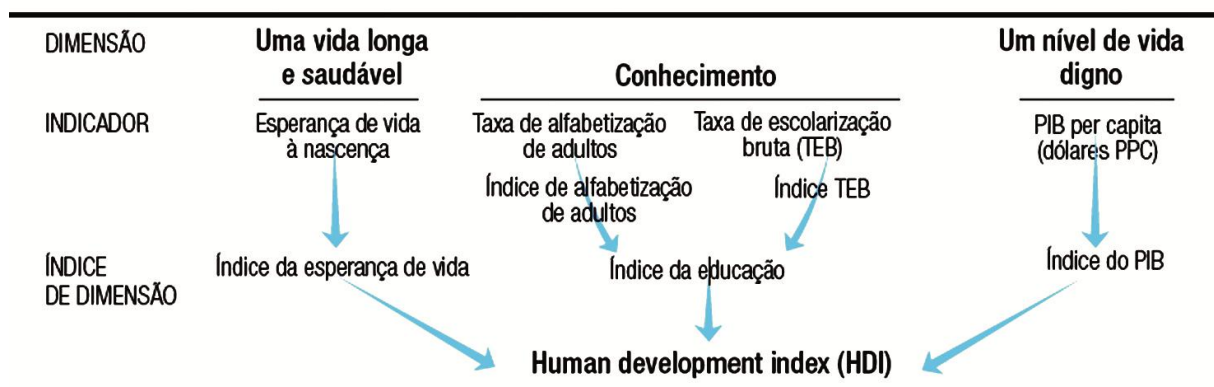 DIMENSÃO
Uma vida longa
e saudável
Conhecimento
Um nível de vida
digno
INDICADOR
Esperança de vida
à nascença
Taxa de alfabetização
de adultos
Taxa de escolarização
bruta (TEB)
PIB per capita
(dólares PPC)
Índice de alfabetização
de adultos
Índice TEB
ÍNDICE
DE DIMENSÃO
Índice da esperança de vida
Índice da educação
Índice do PIB
Human development index (HDI)